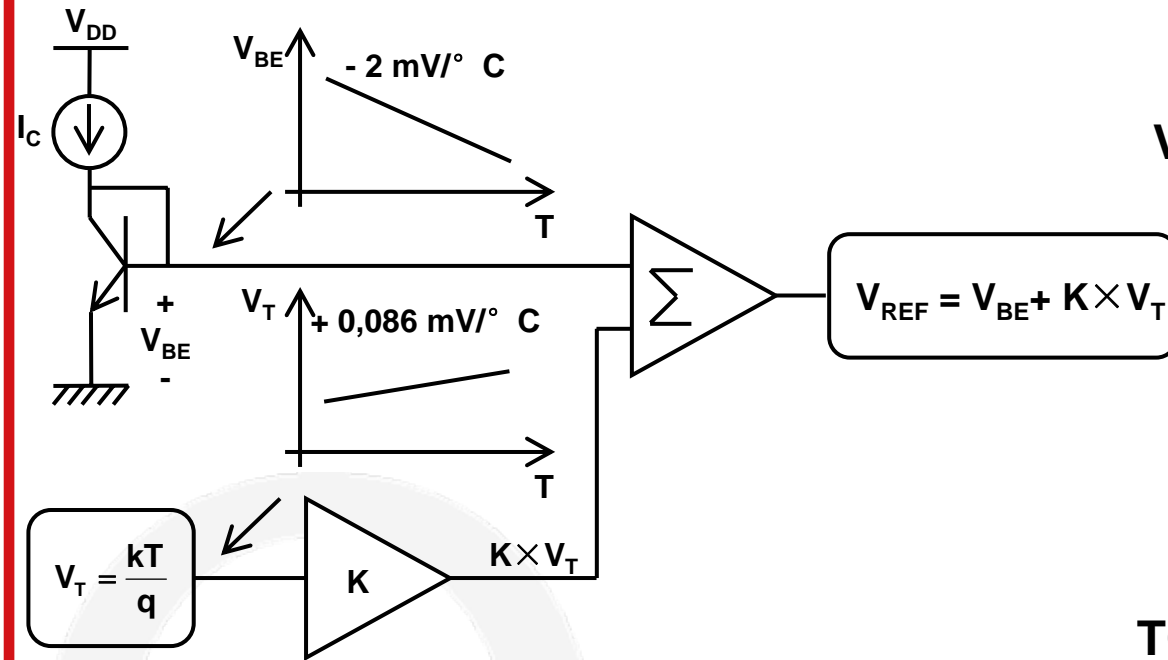 V_DD
V_BE
- 2 mV/° C
I_C
T
V_T
+ 0,086 mV/° C
+
V_BE
-
Σ
V_REF = V_BE+ K×V_T
T
V_T = kT/q
K
K×V_T